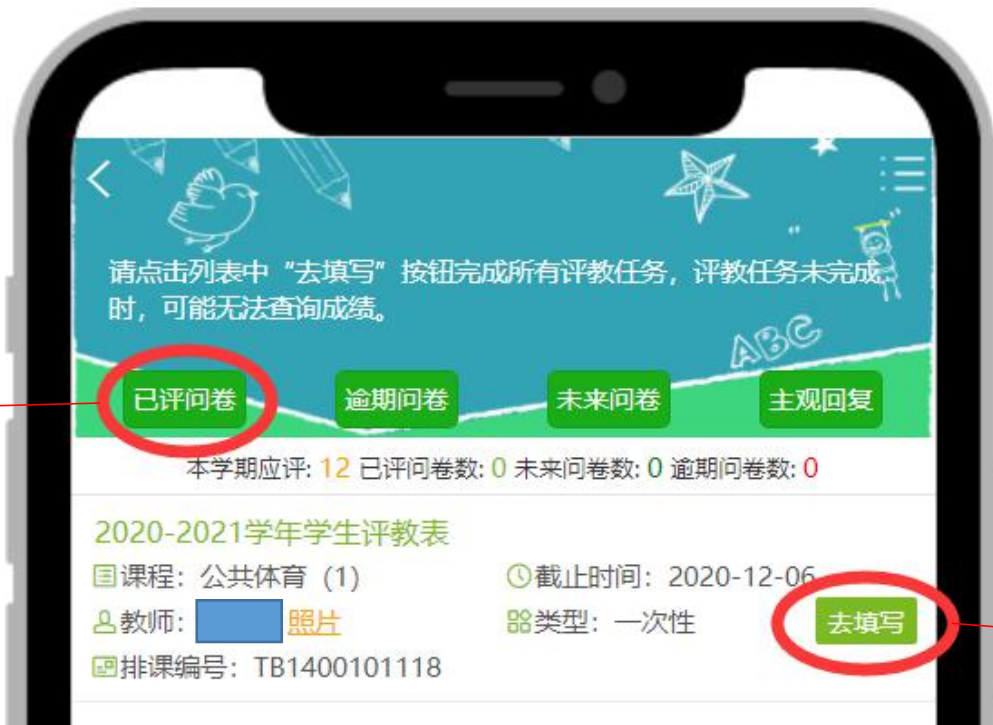 请点击列表中“去填写”按钮完成所有评教任务，评教任务未完成
时，可能无法查询成绩。
ABC
已评问卷 逾期问卷 未来问卷 主观回复
本学期应评: 12 已评问卷数: 0 未来问卷数: 0 逾期问卷数: 0
2020-2021学年学生评教表
课程：公共体育（1） 截止时间：2020-12-06
教师： 照片 类型：一次性 去填写
排课编号：TB1400101118